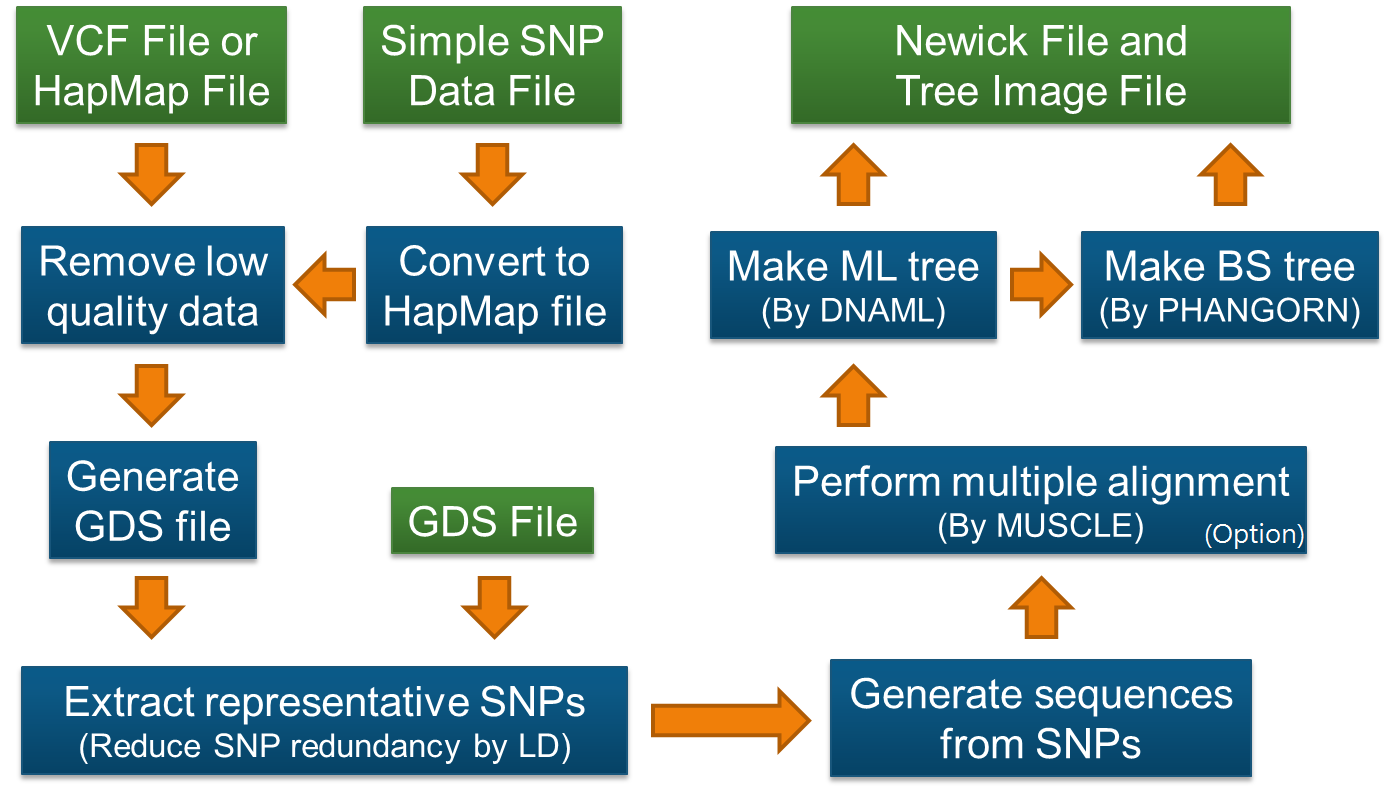 VCF File or
HapMap File
Simple SNP
Data File
Newick File and
Tree Image File
Remove low
quality data
Convert to
HapMap file
Make ML tree
(By DNAML)
Make BS tree
(By PHANGORN)
Generate
GDS file
GDS File
Perform multiple alignment
(By MUSCLE)
(Option)
Extract representative SNPs
(Reduce SNP redundancy by LD)
Generate sequences
from SNPs